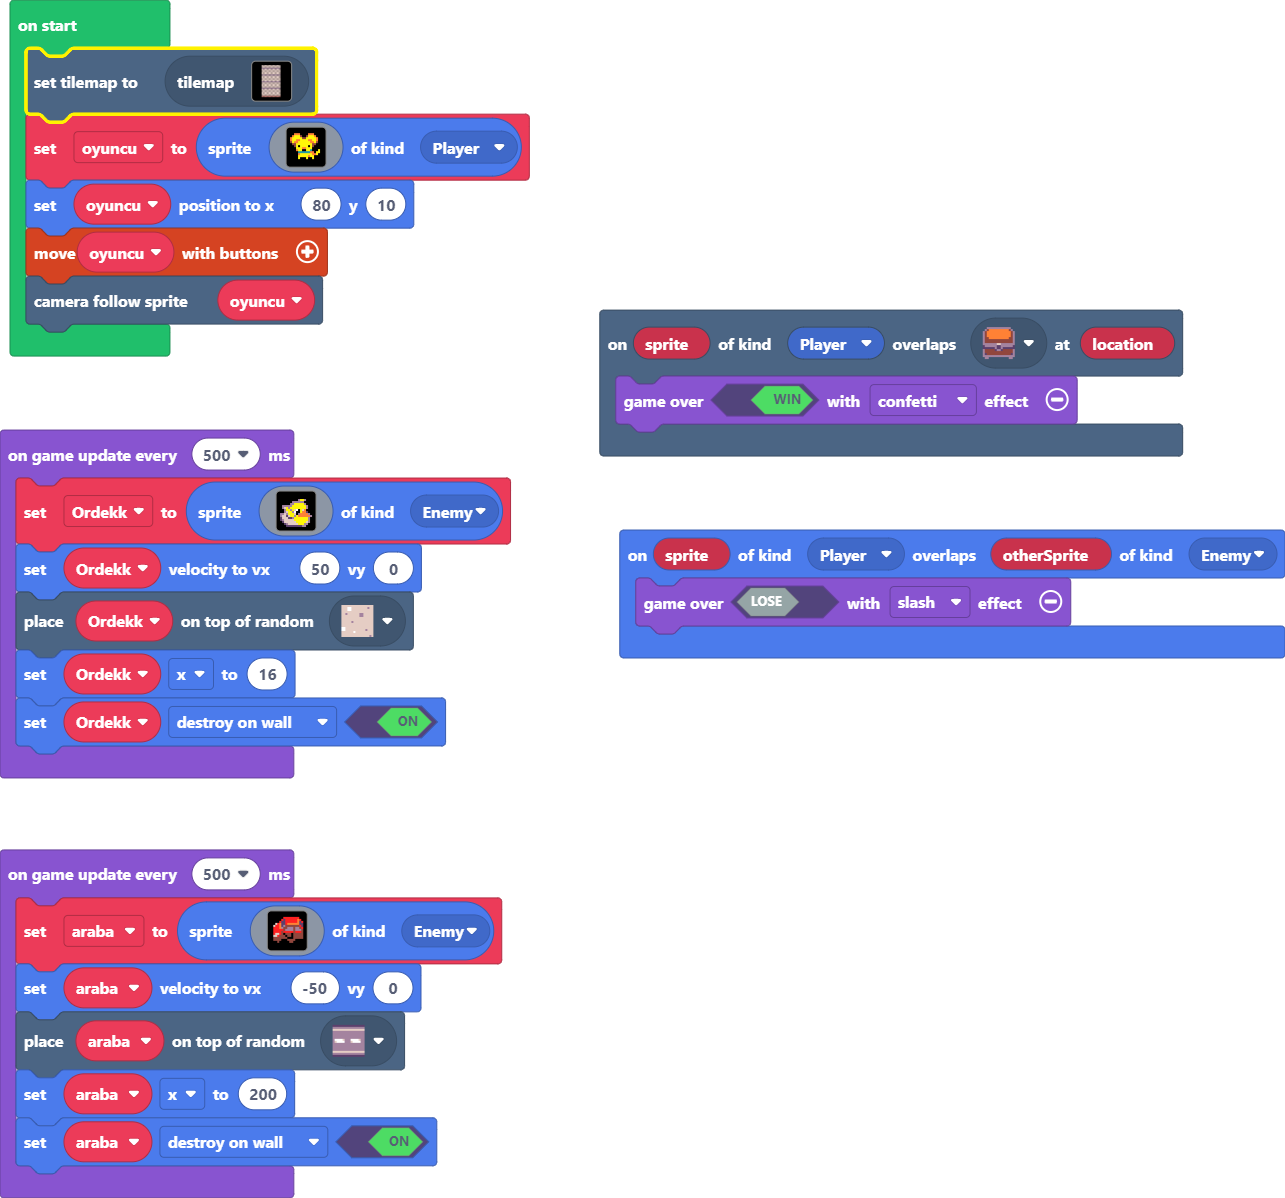 on start
set tilemap to tilemap
set oyuncu to sprite of kind Player
set oyuncu position to x 80 y 10
move oyuncu with buttons
camera follow sprite oyuncu
on sprite of kind Player overlaps at location
game over WIN with confetti effect
on game update every 500 ms
set Ordekk to sprite of kind Enemy
set Ordekk velocity to vx 50 vy 0
place Ordekk on top of random
set Ordekk x to 16
set Ordekk destroy on wall ON
on sprite of kind Player overlaps otherSprite of kind Enemy
game over LOSE with slash effect
on game update every 500 ms
set araba to sprite of kind Enemy
set araba velocity to vx -50 vy 0
place araba on top of random
set araba x to 200
set araba destroy on wall ON